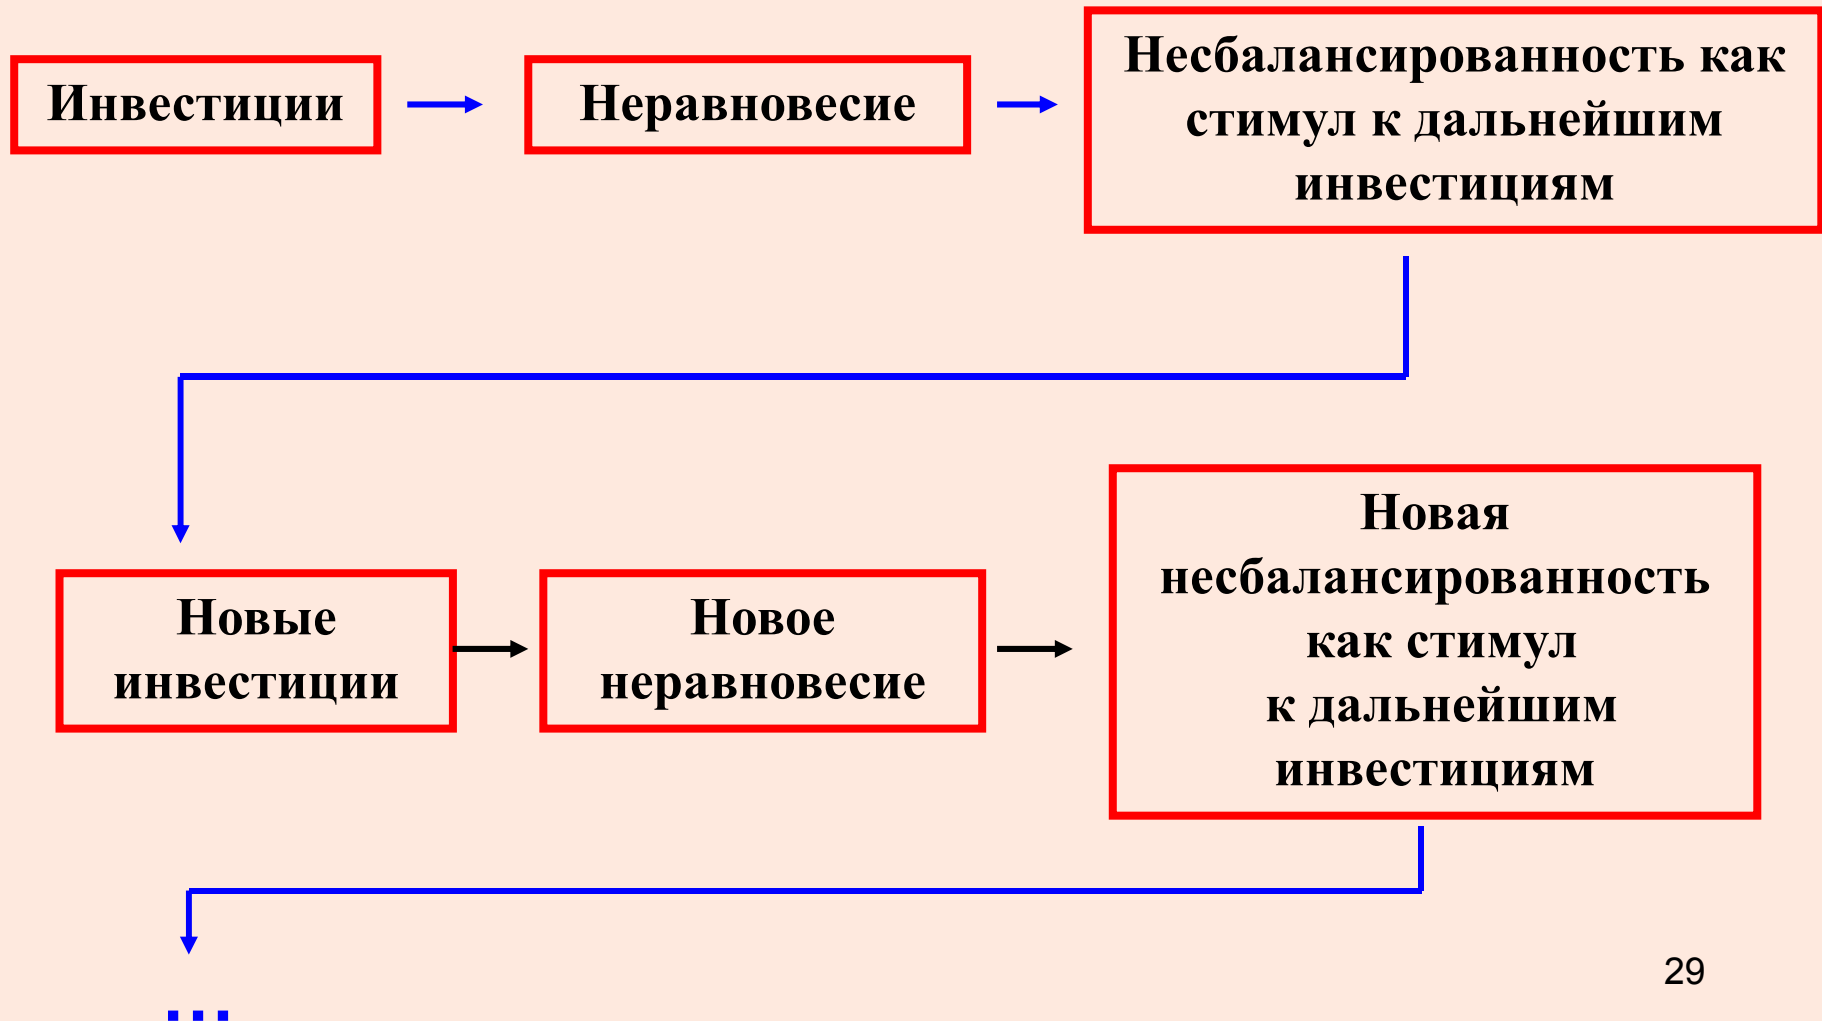 Инвестиции
Неравновесие
Несбалансированность как
стимул к дальнейшим
инвестициям
Новые
инвестиции
Новое
неравновесие
Новая
несбалансированность
как стимул
к дальнейшим
инвестициям
...
29